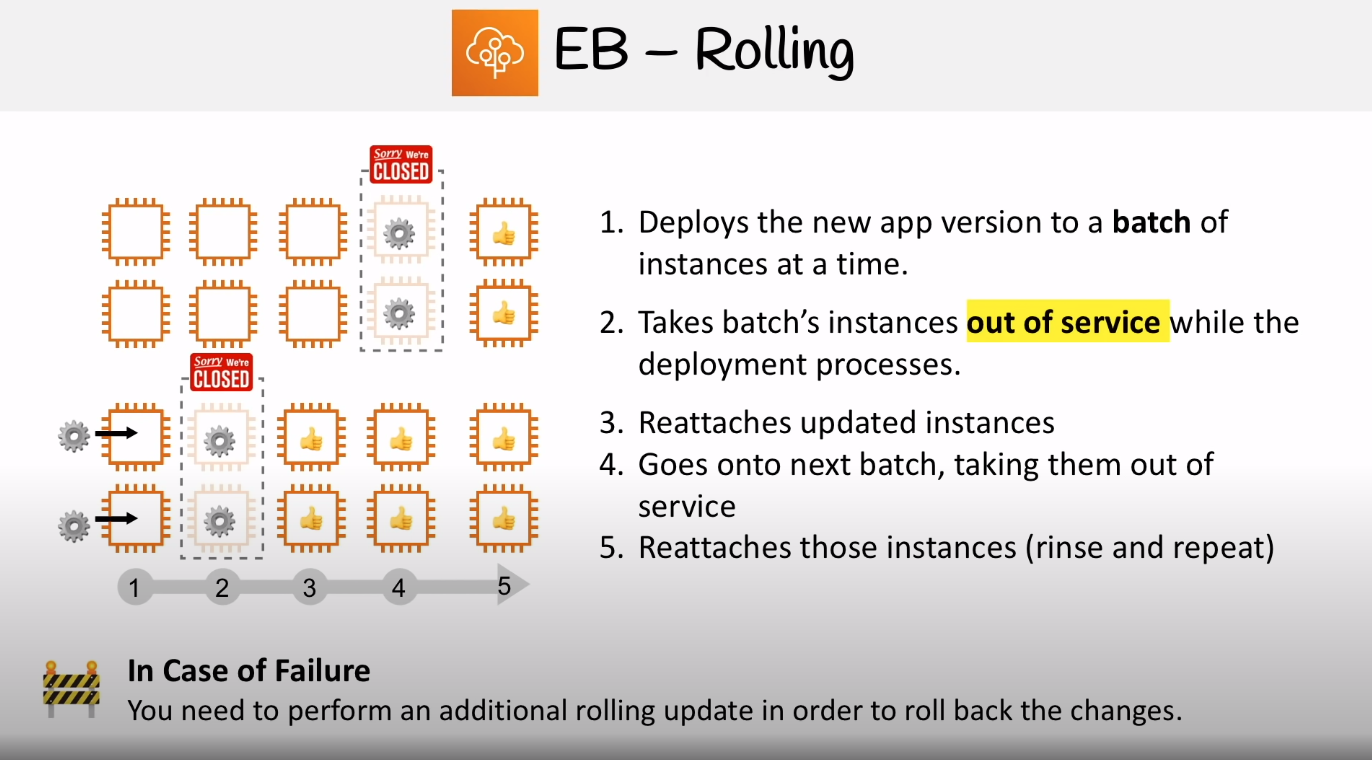 EB – Rolling
Sorry We're
CLOSED
Sorry We're
CLOSED
1 2 3 4 5
1. Deploys the new app version to a batch of
instances at a time.
2. Takes batch’s instances out of service while the
deployment processes.
3. Reattaches updated instances
4. Goes onto next batch, taking them out of
service
5. Reattaches those instances (rinse and repeat)
In Case of Failure
You need to perform an additional rolling update in order to roll back the changes.